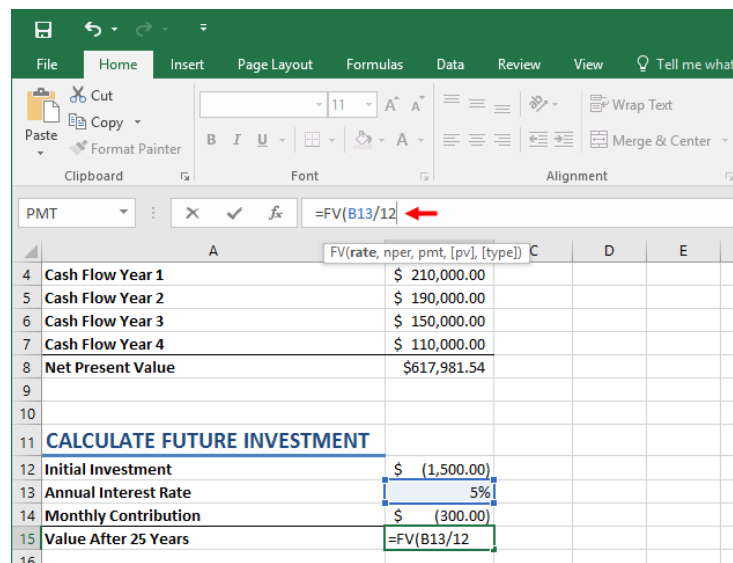 File Home Insert Page Layout Formulas Data Review View Tell me what
Cut
Copy
Paste
Format Painter
11 A A
B I U A
Wrap Text
Merge & Center
Clipboard Font Alignment
PMT fx =FV(B13/12
FV(rate, nper, pmt, [pv], [type])
A C D E
4 Cash Flow Year 1 $ 210,000.00
5 Cash Flow Year 2 $ 190,000.00
6 Cash Flow Year 3 $ 150,000.00
7 Cash Flow Year 4 $ 110,000.00
8 Net Present Value $617,981.54
9
10
11 CALCULATE FUTURE INVESTMENT
12 Initial Investment $ (1,500.00)
13 Annual Interest Rate 5%
14 Monthly Contribution $ (300.00)
15 Value After 25 Years =FV(B13/12
16